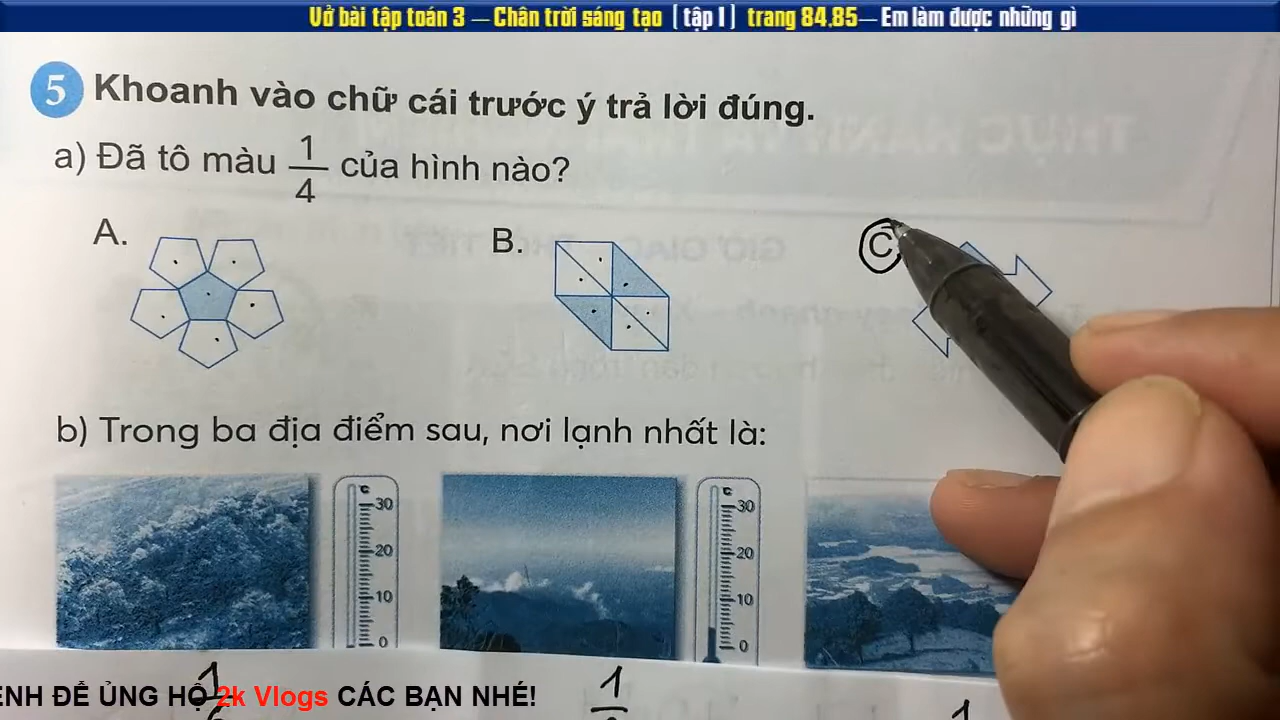 Vở bài tập toán 3 – Chân trời sáng tạo ( tập 1 ) trang 84,85– Em làm được những gì
5 Khoanh vào chữ cái trước ý trả lời đúng.
a) Đã tô màu 1/4 của hình nào?
A. B. C
b) Trong ba địa điểm sau, nơi lạnh nhất là:
°C °C
30 30
20 20
10 10
0 0
1 1 1
ENH ĐỂ ỦNG HỘ 2k Vlogs CÁC BẠN NHÉ!